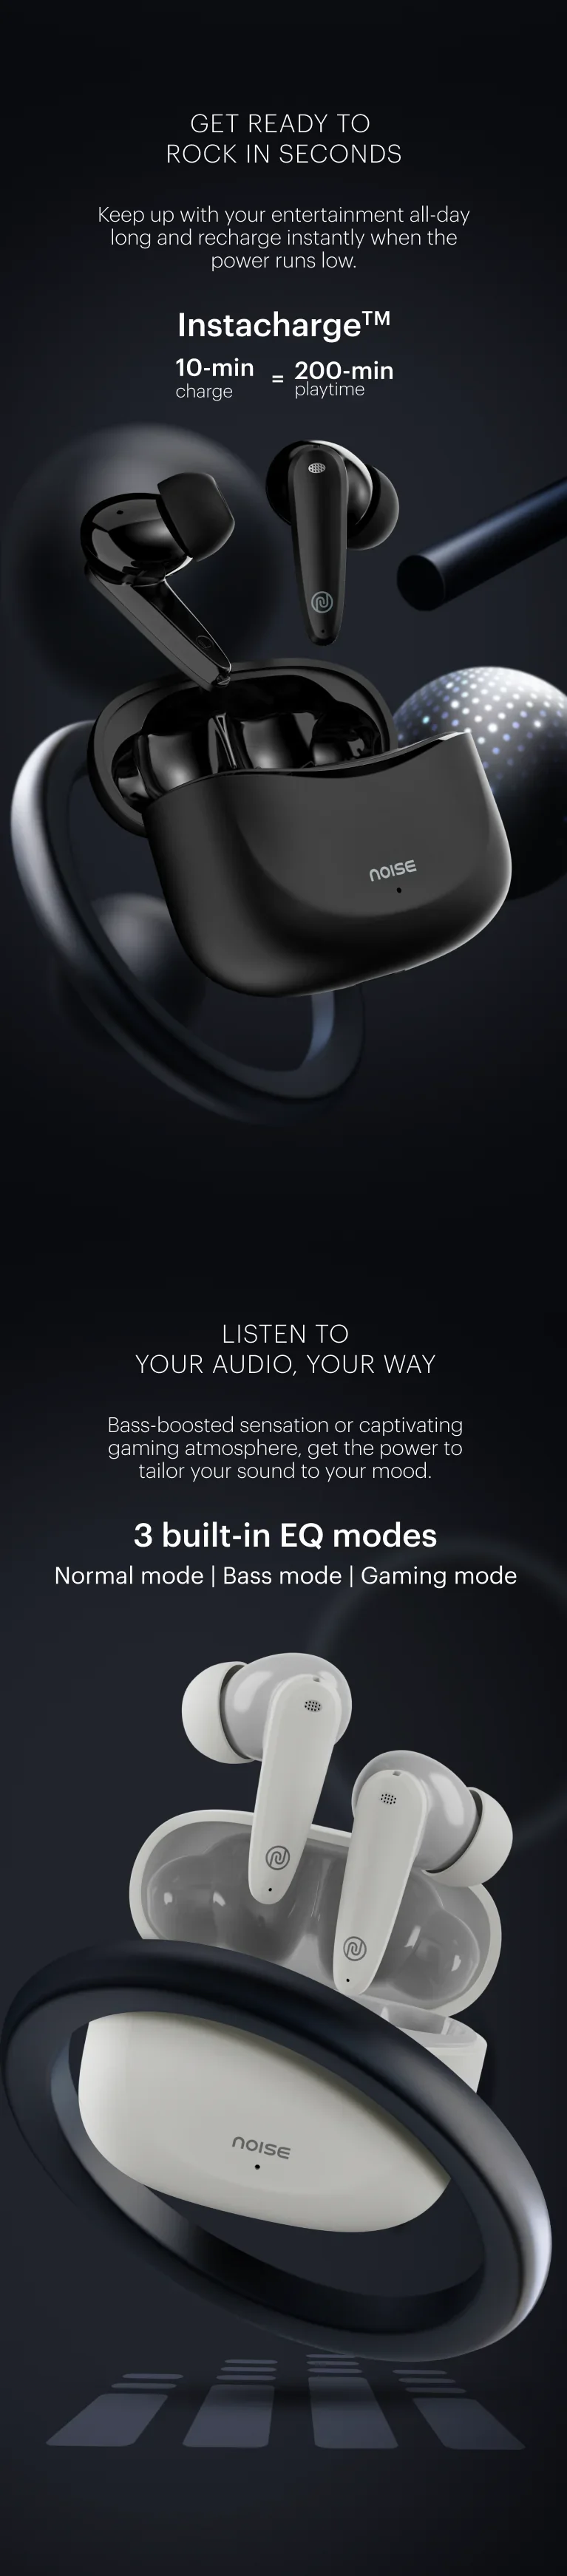 GET READY TO
ROCK IN SECONDS
Keep up with your entertainment all-day
long and recharge instantly when the
power runs low.
Instacharge™
10-min = 200-min
charge playtime
NOISE
LISTEN TO
YOUR AUDIO, YOUR WAY
Bass-boosted sensation or captivating
gaming atmosphere, get the power to
tailor your sound to your mood.
3 built-in EQ modes
Normal mode | Bass mode | Gaming mode
NOISE